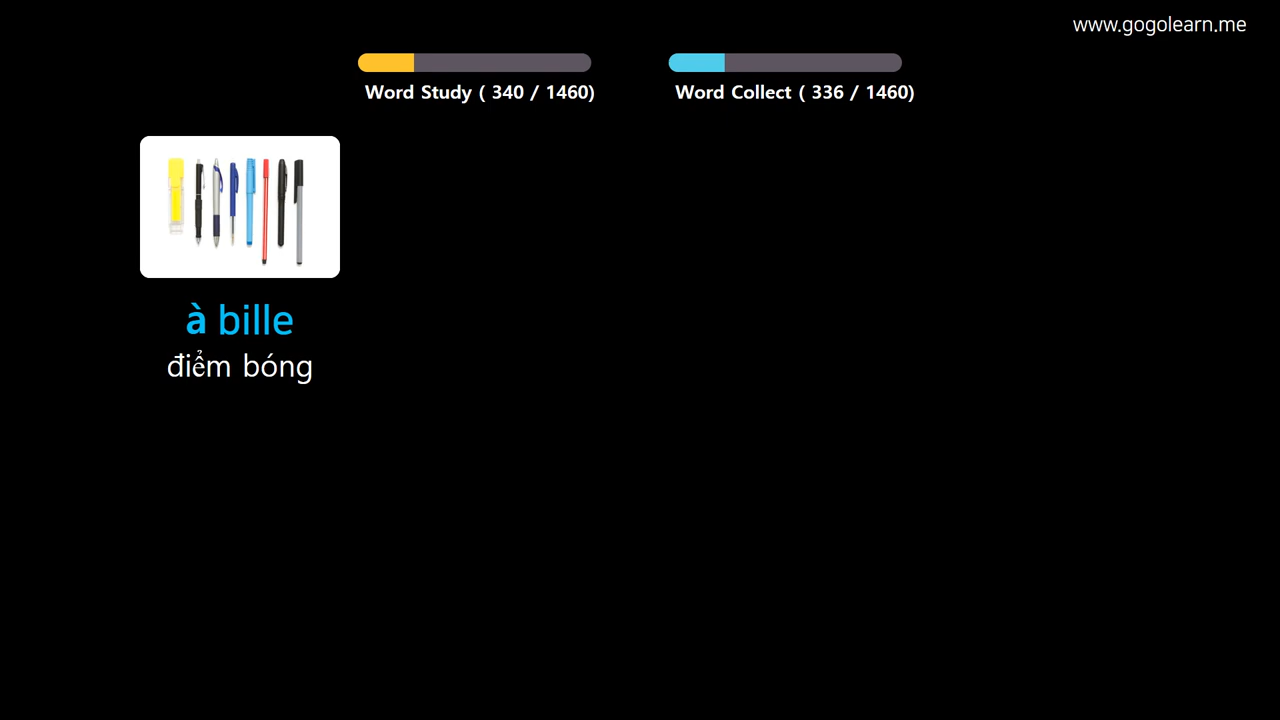 www.gogolearn.me
Word Study ( 340 / 1460)
Word Collect ( 336 / 1460)
à bille
điểm bóng